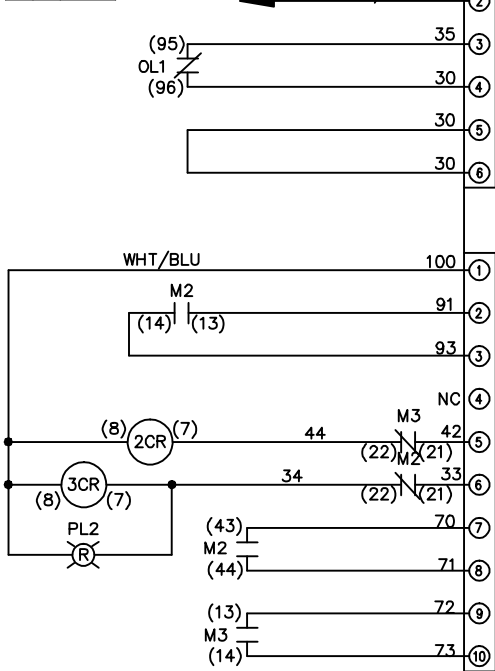 2
(95) 35 3
OL1
(96) 30 4
30 5
30 6
WHT/BLU 100 1
M2 91 2
(14) (13)
93 3
NC 4
M3
(8) 2CR (7) 44 42 5
(22) (21)
M2
3CR 34 33 6
(8) (7) (22) (21)
PL2
R
(43) 70 7
M2
(44) 71 8
(13) 72 9
M3
(14) 73 10